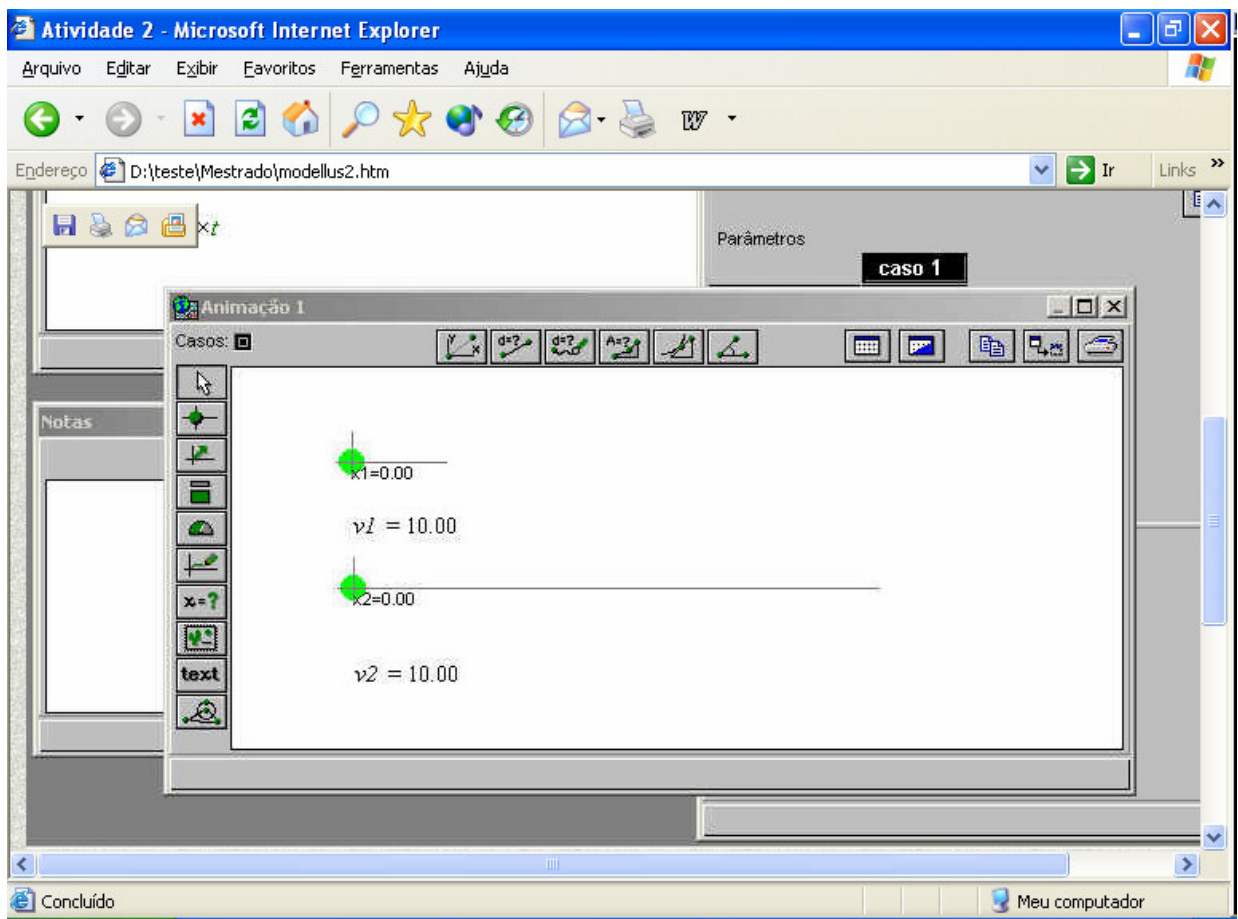 Atividade 2 - Microsoft Internet Explorer
Arquivo Editar Exibir Favoritos Ferramentas Ajuda
W
Endereço D:\teste\Mestrado\modellus2.htm Ir Links »
×t
Parâmetros
caso 1
Animação 1
Casos:
Y x d=? d=? A=?
Notas
x1=0.00
v1 = 10.00
x=?
x2=0.00
text
v2 = 10.00
Concluído Meu computador